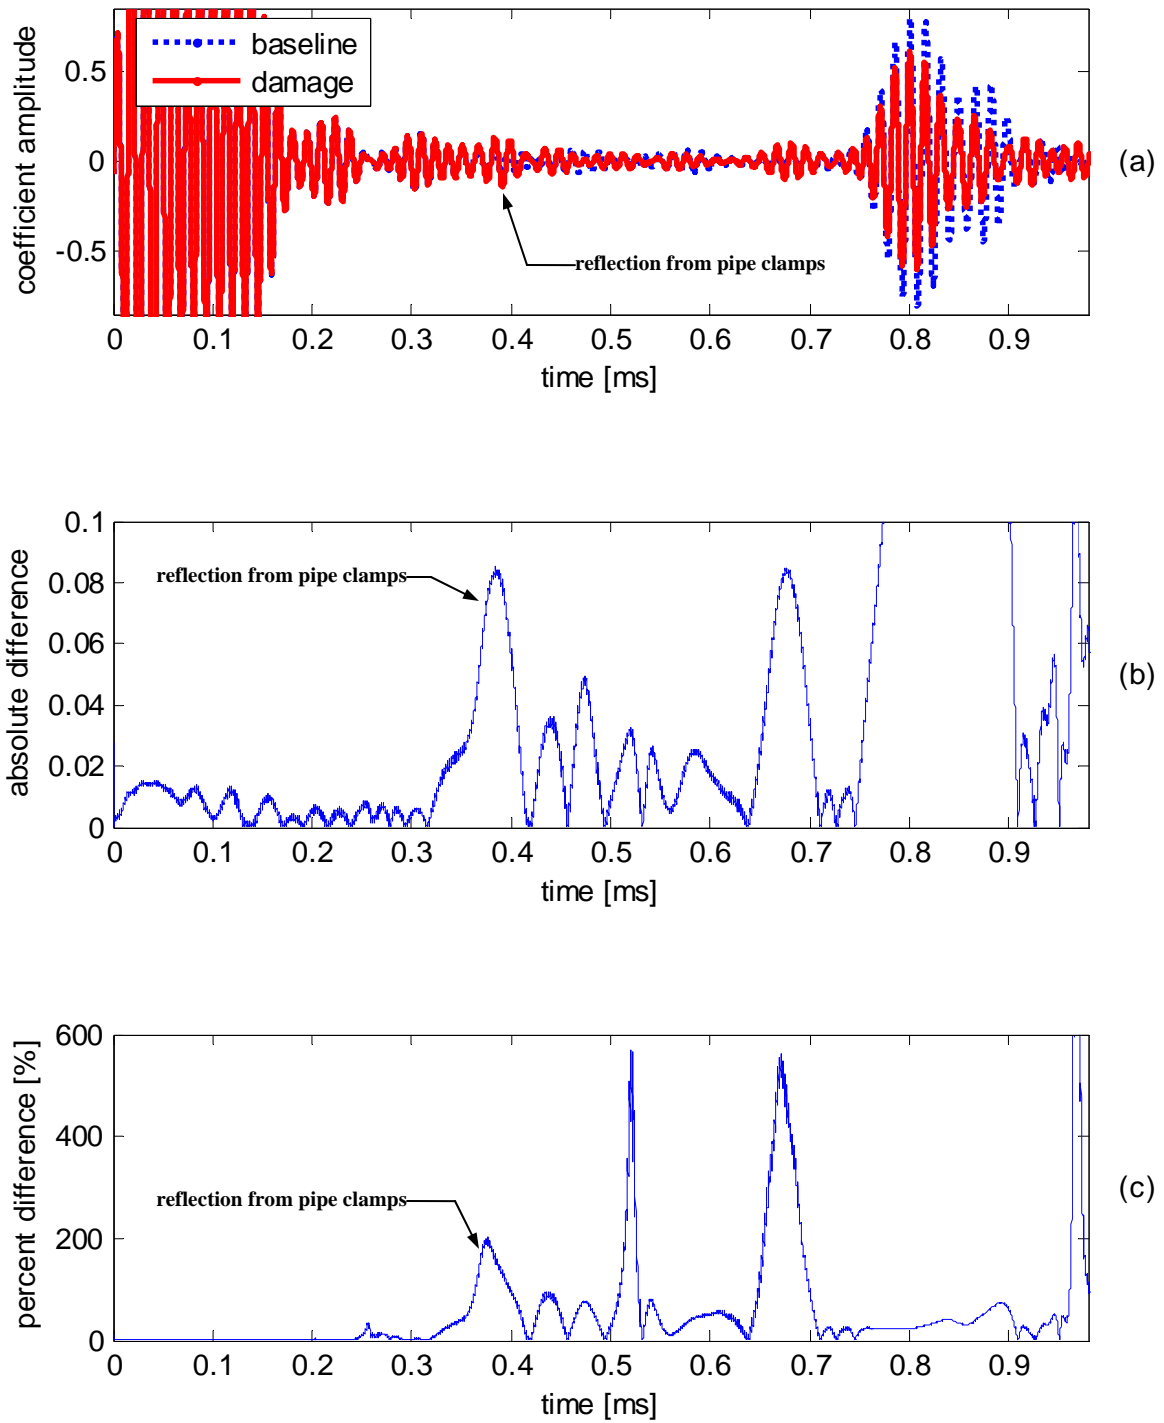 baseline
damage
0.5
0
-0.5
coefficient amplitude
reflection from pipe clamps
(a)
0 0.1 0.2 0.3 0.4 0.5 0.6 0.7 0.8 0.9
time [ms]
0.1
0.08
0.06
0.04
0.02
0
absolute difference
reflection from pipe clamps
(b)
0 0.1 0.2 0.3 0.4 0.5 0.6 0.7 0.8 0.9
time [ms]
600
400
200
0
percent difference [%]
reflection from pipe clamps
(c)
0 0.1 0.2 0.3 0.4 0.5 0.6 0.7 0.8 0.9
time [ms]